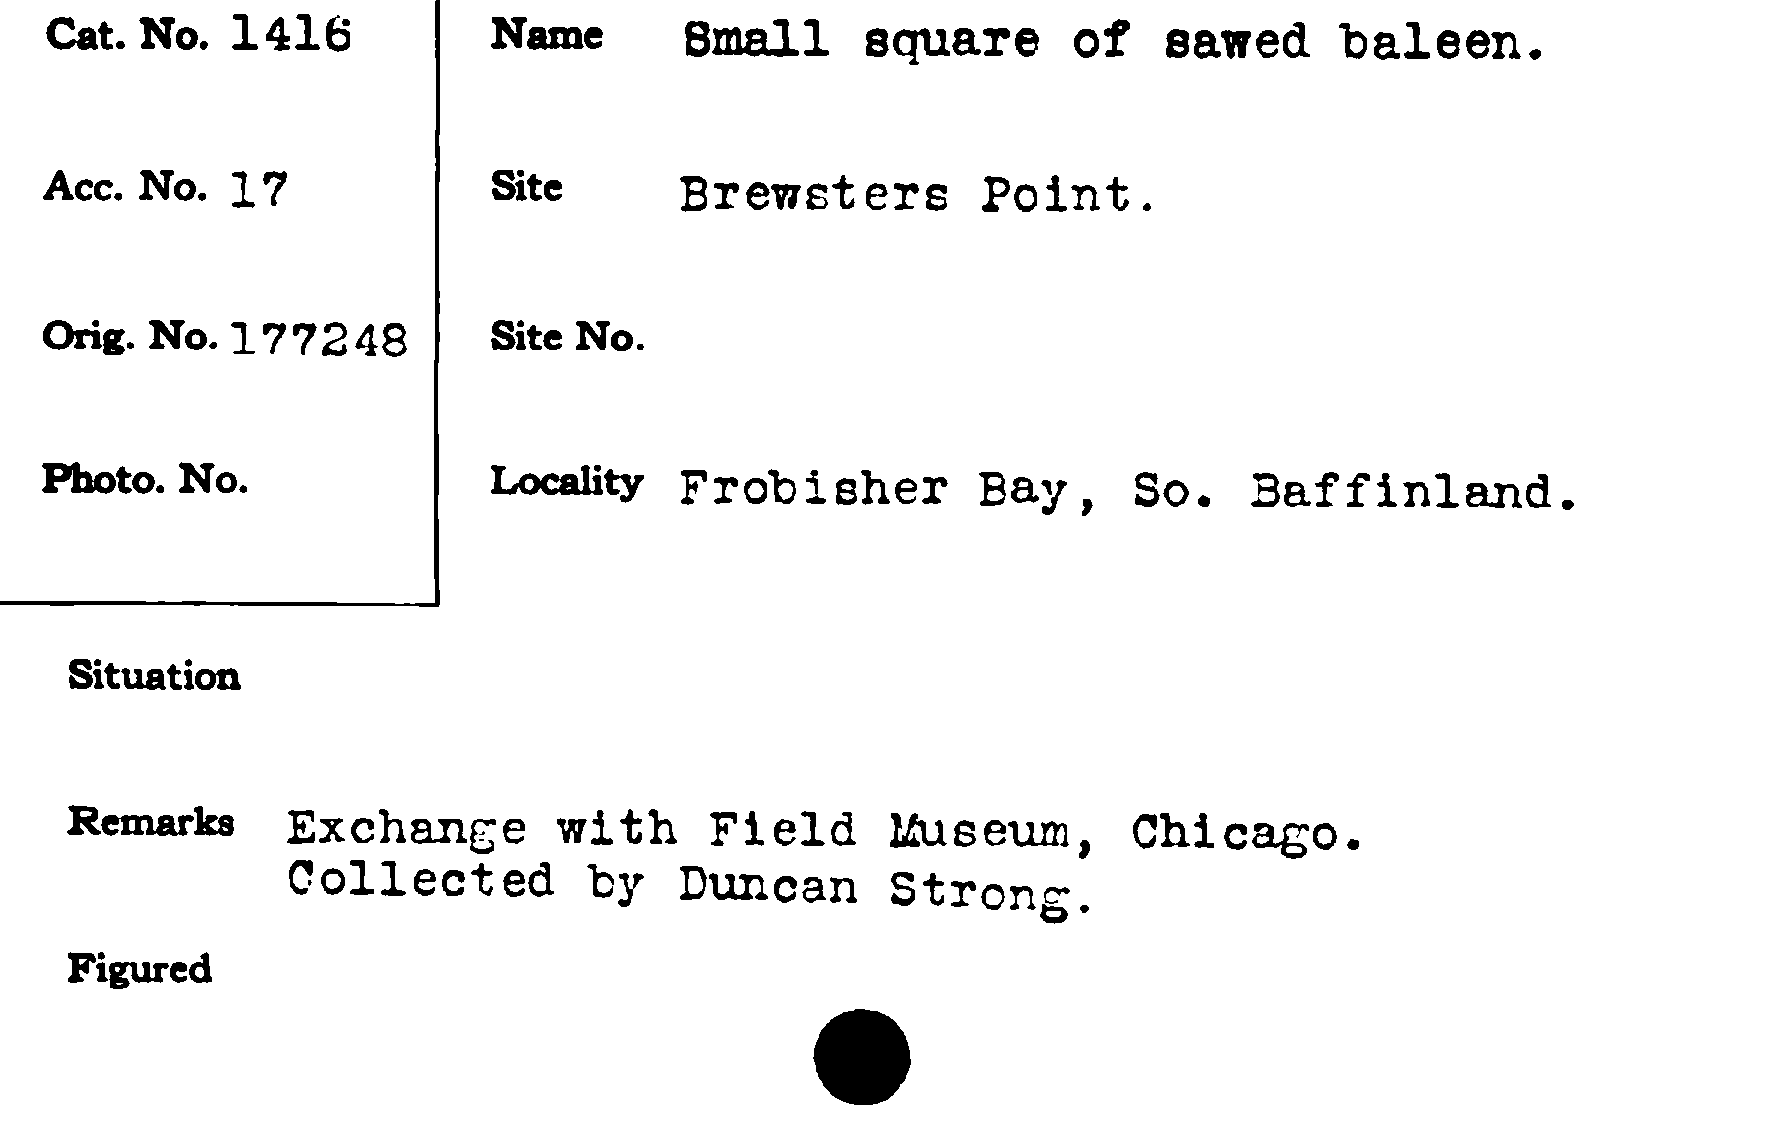 Cat. No. 1416
Name Small square of sawed baleen.
Acc. No. 17
Site Brewsters Point.
Orig. No. 177248
Site No.
Photo. No.
Locality Frobisher Bay, So. Baffinland.
Situation
Remarks Exchange with Field Museum, Chicago.
Collected by Duncan Strong.
Figured